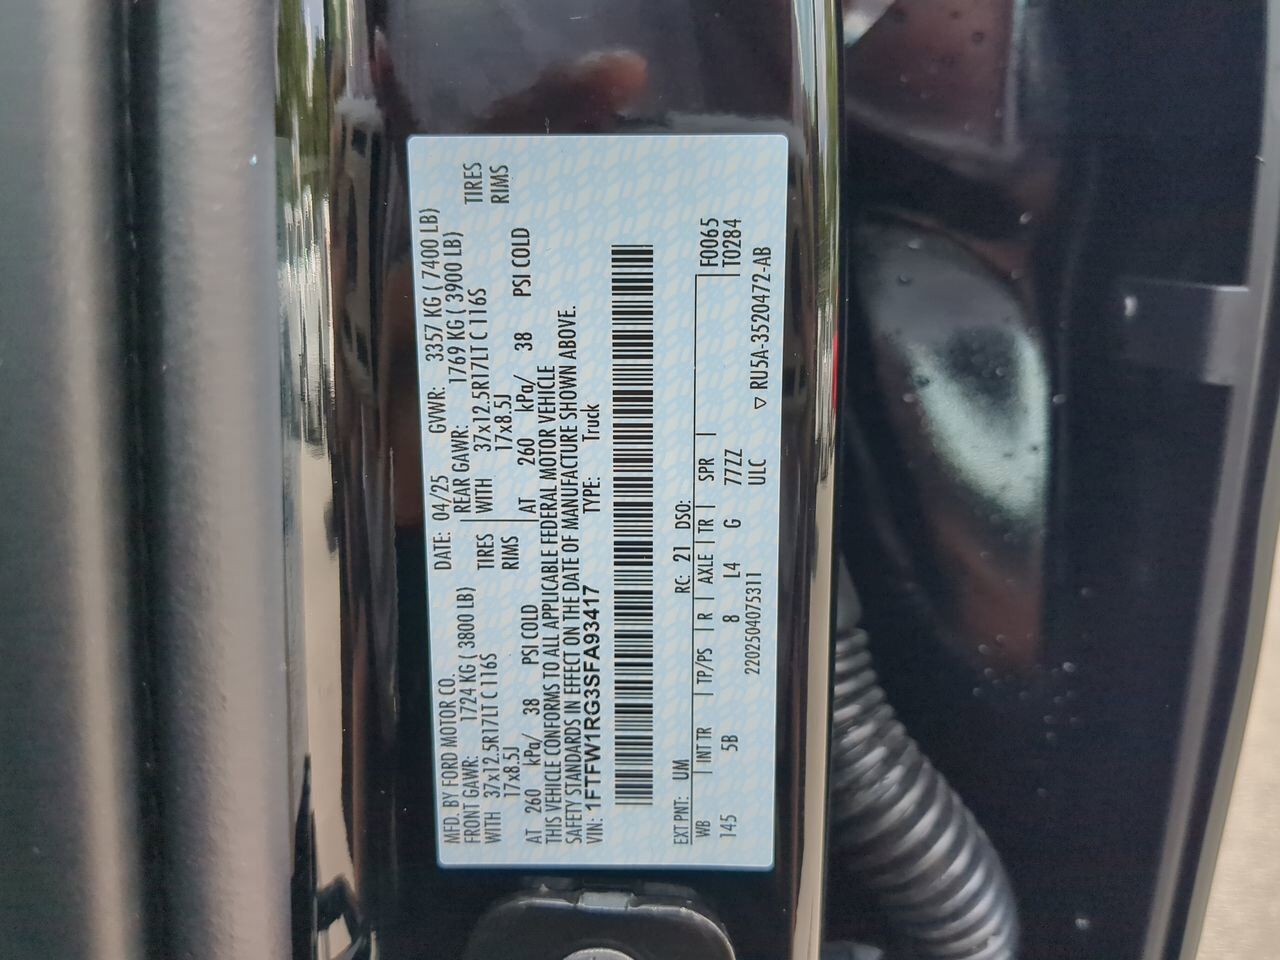 MFD. BY FORD MOTOR CO. DATE: 04/25 GVWR: 3357 KG ( 7400 LB)
FRONT GAWR: 1724 KG ( 3800 LB) REAR GAWR: 1769 KG ( 3900 LB)
WITH 37x12.5R17LT C 116S TIRES WITH 37x12.5R17LT C 116S TIRES
17x8.5J RIMS 17x8.5J RIMS
AT 260 kPa/ 38 PSI COLD AT 260 kPa/ 38 PSI COLD
THIS VEHICLE CONFORMS TO ALL APPLICABLE FEDERAL MOTOR VEHICLE
SAFETY STANDARDS IN EFFECT ON THE DATE OF MANUFACTURE SHOWN ABOVE.
VIN: 1FTFW1RG3SFA93417 TYPE: Truck
EXT PNT: UM RC: 21 DSO:
WB INT TR TP/PS R AXLE TR SPR F0065
145 5B 8 L4 G 77ZZ T0284
2202504075311 ULC ▽ RU5A-3520472-AB